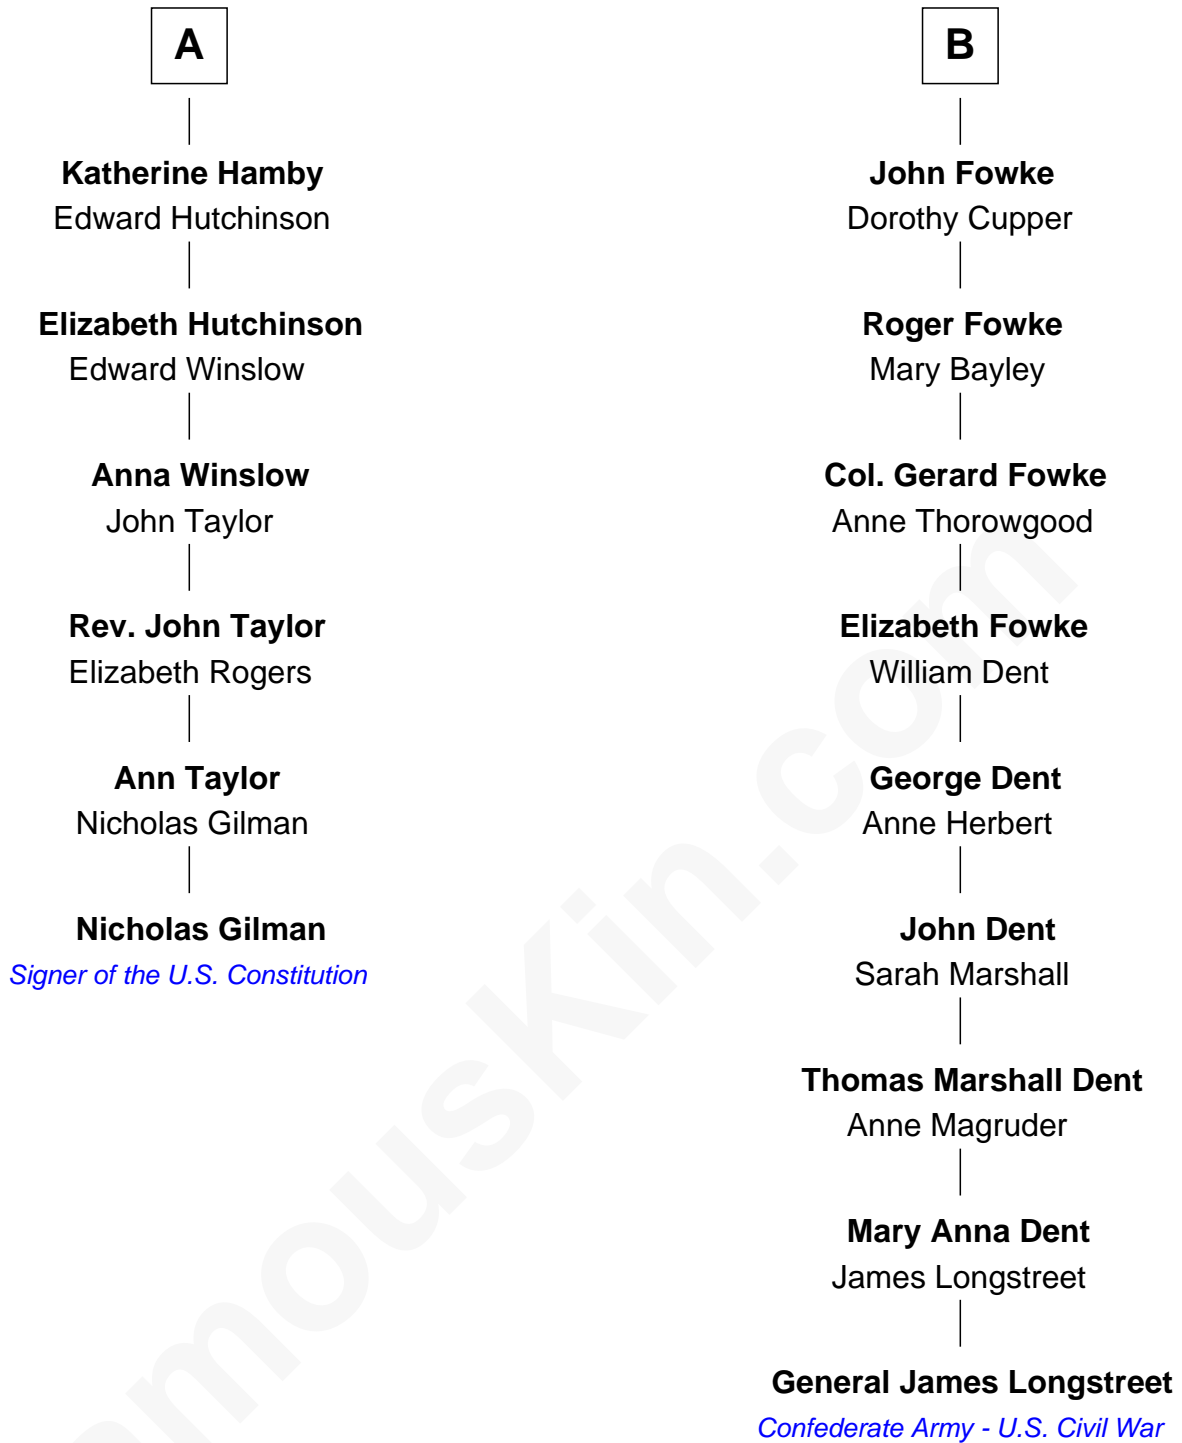 A
Katherine Hamby
Edward Hutchinson
Elizabeth Hutchinson
Edward Winslow
Anna Winslow
John Taylor
Rev. John Taylor
Elizabeth Rogers
Ann Taylor
Nicholas Gilman
Nicholas Gilman
Signer of the U.S. Constitution
B
John Fowke
Dorothy Cupper
Roger Fowke
Mary Bayley
Col. Gerard Fowke
Anne Thorowgood
Elizabeth Fowke
William Dent
George Dent
Anne Herbert
John Dent
Sarah Marshall
Thomas Marshall Dent
Anne Magruder
Mary Anna Dent
James Longstreet
General James Longstreet
Confederate Army - U.S. Civil War
amouskin.com